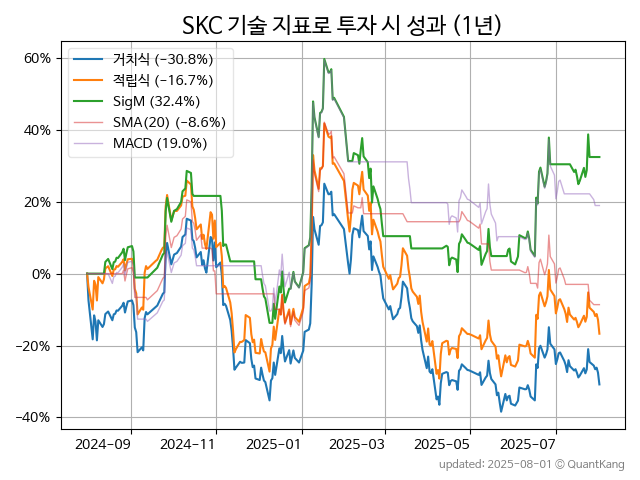 SKC 기술 지표로 투자 시 성과 (1년)
60%
40%
20%
0%
−20%
−40%
거치식 (−30.8%)
적립식 (−16.7%)
SigM (32.4%)
SMA(20) (−8.6%)
MACD (19.0%)
2024-09 2024-11 2025-01 2025-03 2025-05 2025-07
updated: 2025-08-01 © QuantKang